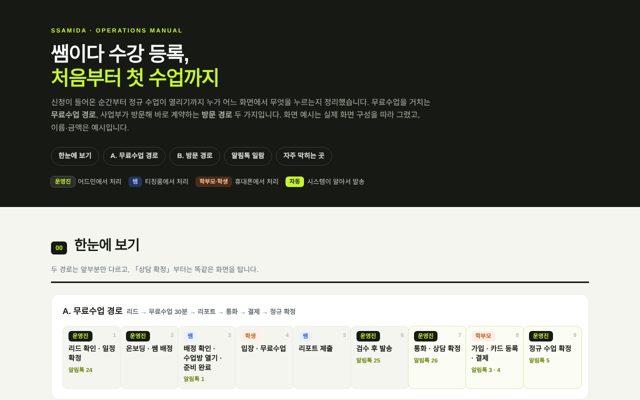 SSAMIDA · OPERATIONS MANUAL
쌤이다 수강 등록,
처음부터 첫 수업까지
신청이 들어온 순간부터 정규 수업이 열리기까지 누가 어느 화면에서 무엇을 누르는지 정리했습니다. 무료수업을 거치는
무료수업 경로, 사업부가 방문해 바로 계약하는 방문 경로 두 가지입니다. 화면 예시는 실제 화면 구성을 따라 그렸고,
이름·금액은 예시입니다.
한눈에 보기 A. 무료수업 경로 B. 방문 경로 알림톡 일람 자주 막히는 곳
운영진 어드민에서 처리 쌤 티칭룸에서 처리 학부모·학생 휴대폰에서 처리 자동 시스템이 알아서 발송
00 한눈에 보기
두 경로는 앞부분만 다르고, 「상담 확정」부터는 똑같은 화면을 탑니다.
A. 무료수업 경로 리드 → 무료수업 30분 → 리포트 → 통화 → 결제 → 정규 확정
운영진 1
리드 확인 · 일정
확정
알림톡 24
운영진 2
온보딩 · 쌤 배정
쌤 3
배정 확인 ·
수업방 열기 ·
준비 완료
알림톡 1
학생 4
입장 · 무료수업
쌤 5
리포트 제출
운영진 6
검수 후 발송
알림톡 25
운영진 7
통화 · 상담 확정
알림톡 26
학부모 8
가입 · 카드 등록
· 결제
알림톡 3 · 4
운영진 9
정규 수업 확정
알림톡 5